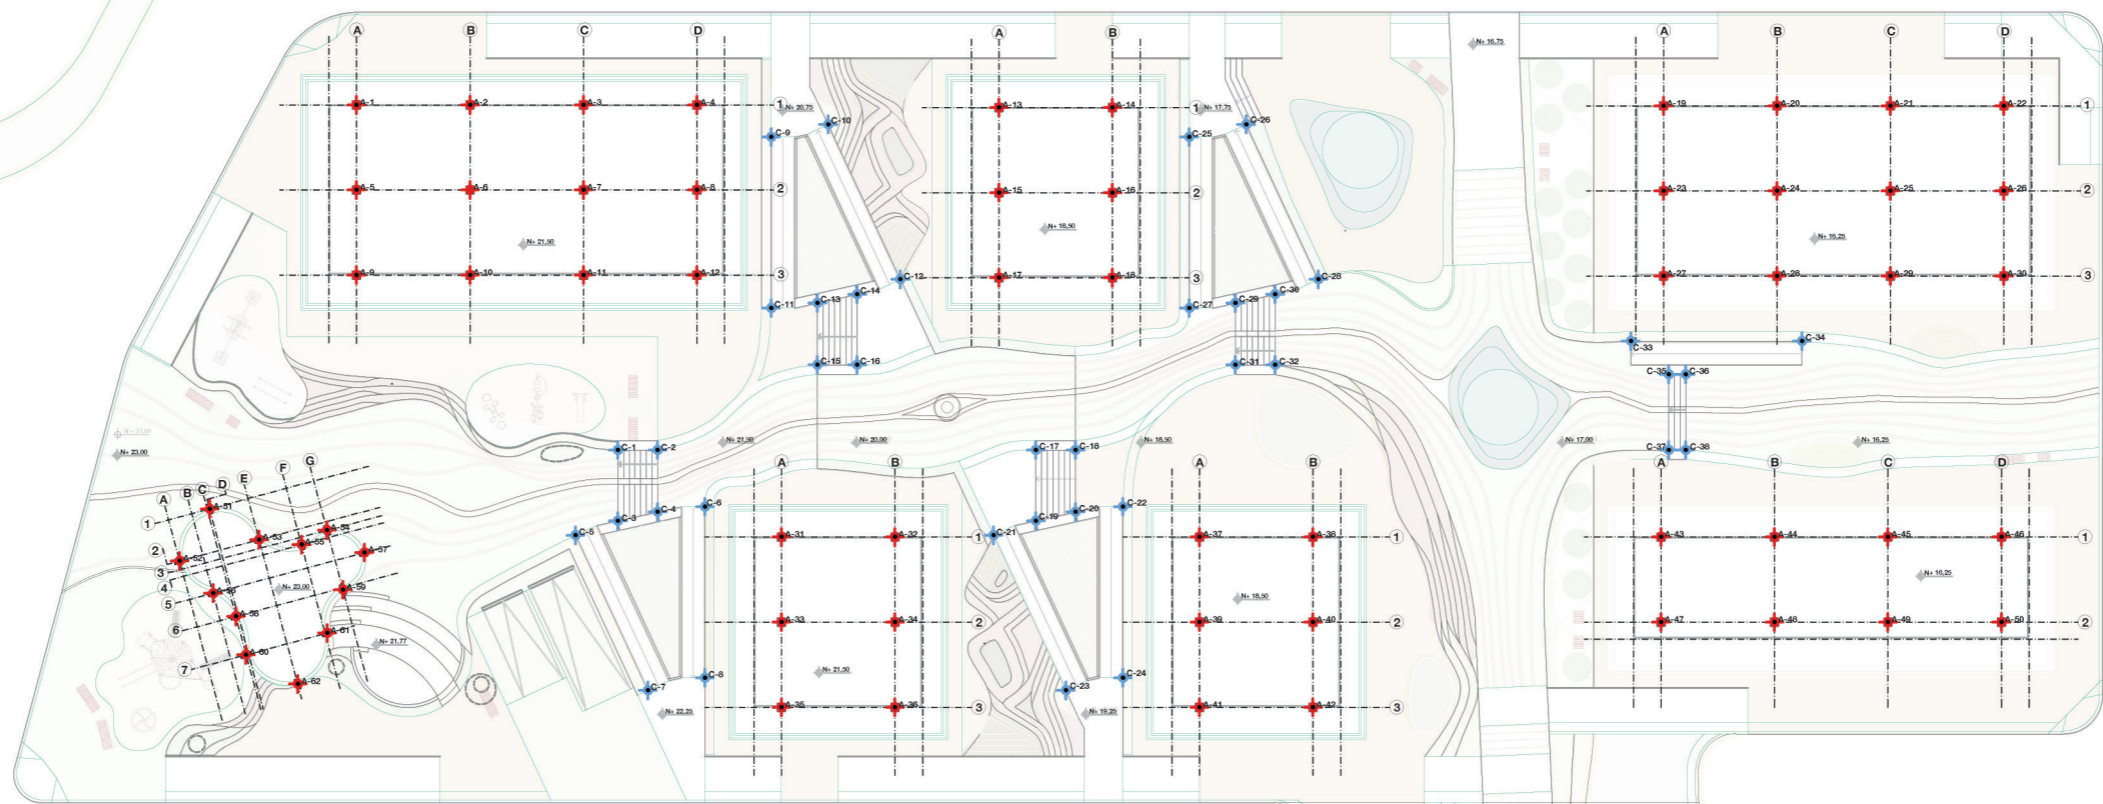 A B C D
A B
A B C D
N+ 16,75
A-1 A-2 A-3 A-4 1
N+ 20,75
A-13 A-14 1
N+ 17,75
A-19 A-20 A-21 A-22 1
C-9 C-10
C-25 C-26
A-5 A-6 A-7 A-8 2
A-15 A-16 2
A-23 A-24 A-25 A-26 2
N+ 21,50
N+ 18,50
N+ 16,25
A-9 A-10 A-11 A-12 3
A-17 A-18 3
A-27 A-28 A-29 A-30 3
C-11 C-13 C-14 C-12
C-27 C-29 C-30 C-28
C-15 C-16
C-31 C-32
C-33 C-34
C-35 C-36
N+ 23,00
C-1 C-2
N+ 21,50
N+ 20,00
C-17 C-18
N+ 18,50
N+ 17,00
C-37 C-38
N+ 16,25
A B C D E F G
A B
A B
A B C D
C-3 C-4 C-5 C-6
C-19 C-20 C-21 C-22
1
2
3
4
5
6
7
A-51
A-52
A-53
A-54
A-55
A-56
A-57
A-58
A-59
A-60
A-61
A-62
N+ 23,00
N+ 21,77
A-31 A-32 1
A-37 A-38 1
A-43 A-44 A-45 A-46 1
N+ 18,50
N+ 16,25
A-33 A-34 2
A-39 A-40 2
A-47 A-48 A-49 A-50 2
N+ 21,50
C-7 C-8
C-23 C-24
N+ 22,25
N+ 19,25
A-35 A-36 3
A-41 A-42 3